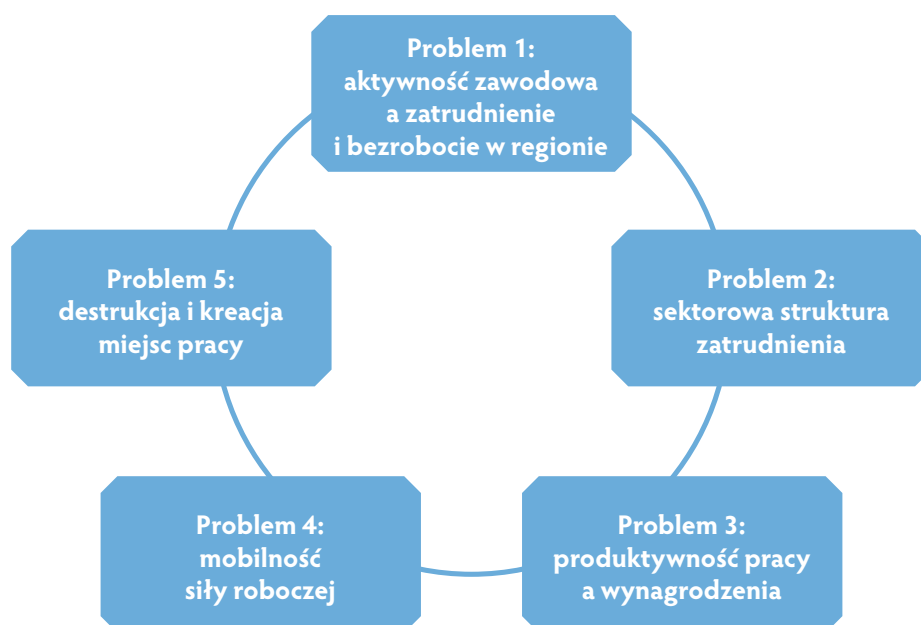 Problem 1:
aktywność zawodowa
a zatrudnienie
i bezrobocie w regionie
Problem 2:
sektorowa struktura
zatrudnienia
Problem 3:
produktywność pracy
a wynagrodzenia
Problem 4:
mobilność
siły roboczej
Problem 5:
destrukcja i kreacja
miejsc pracy